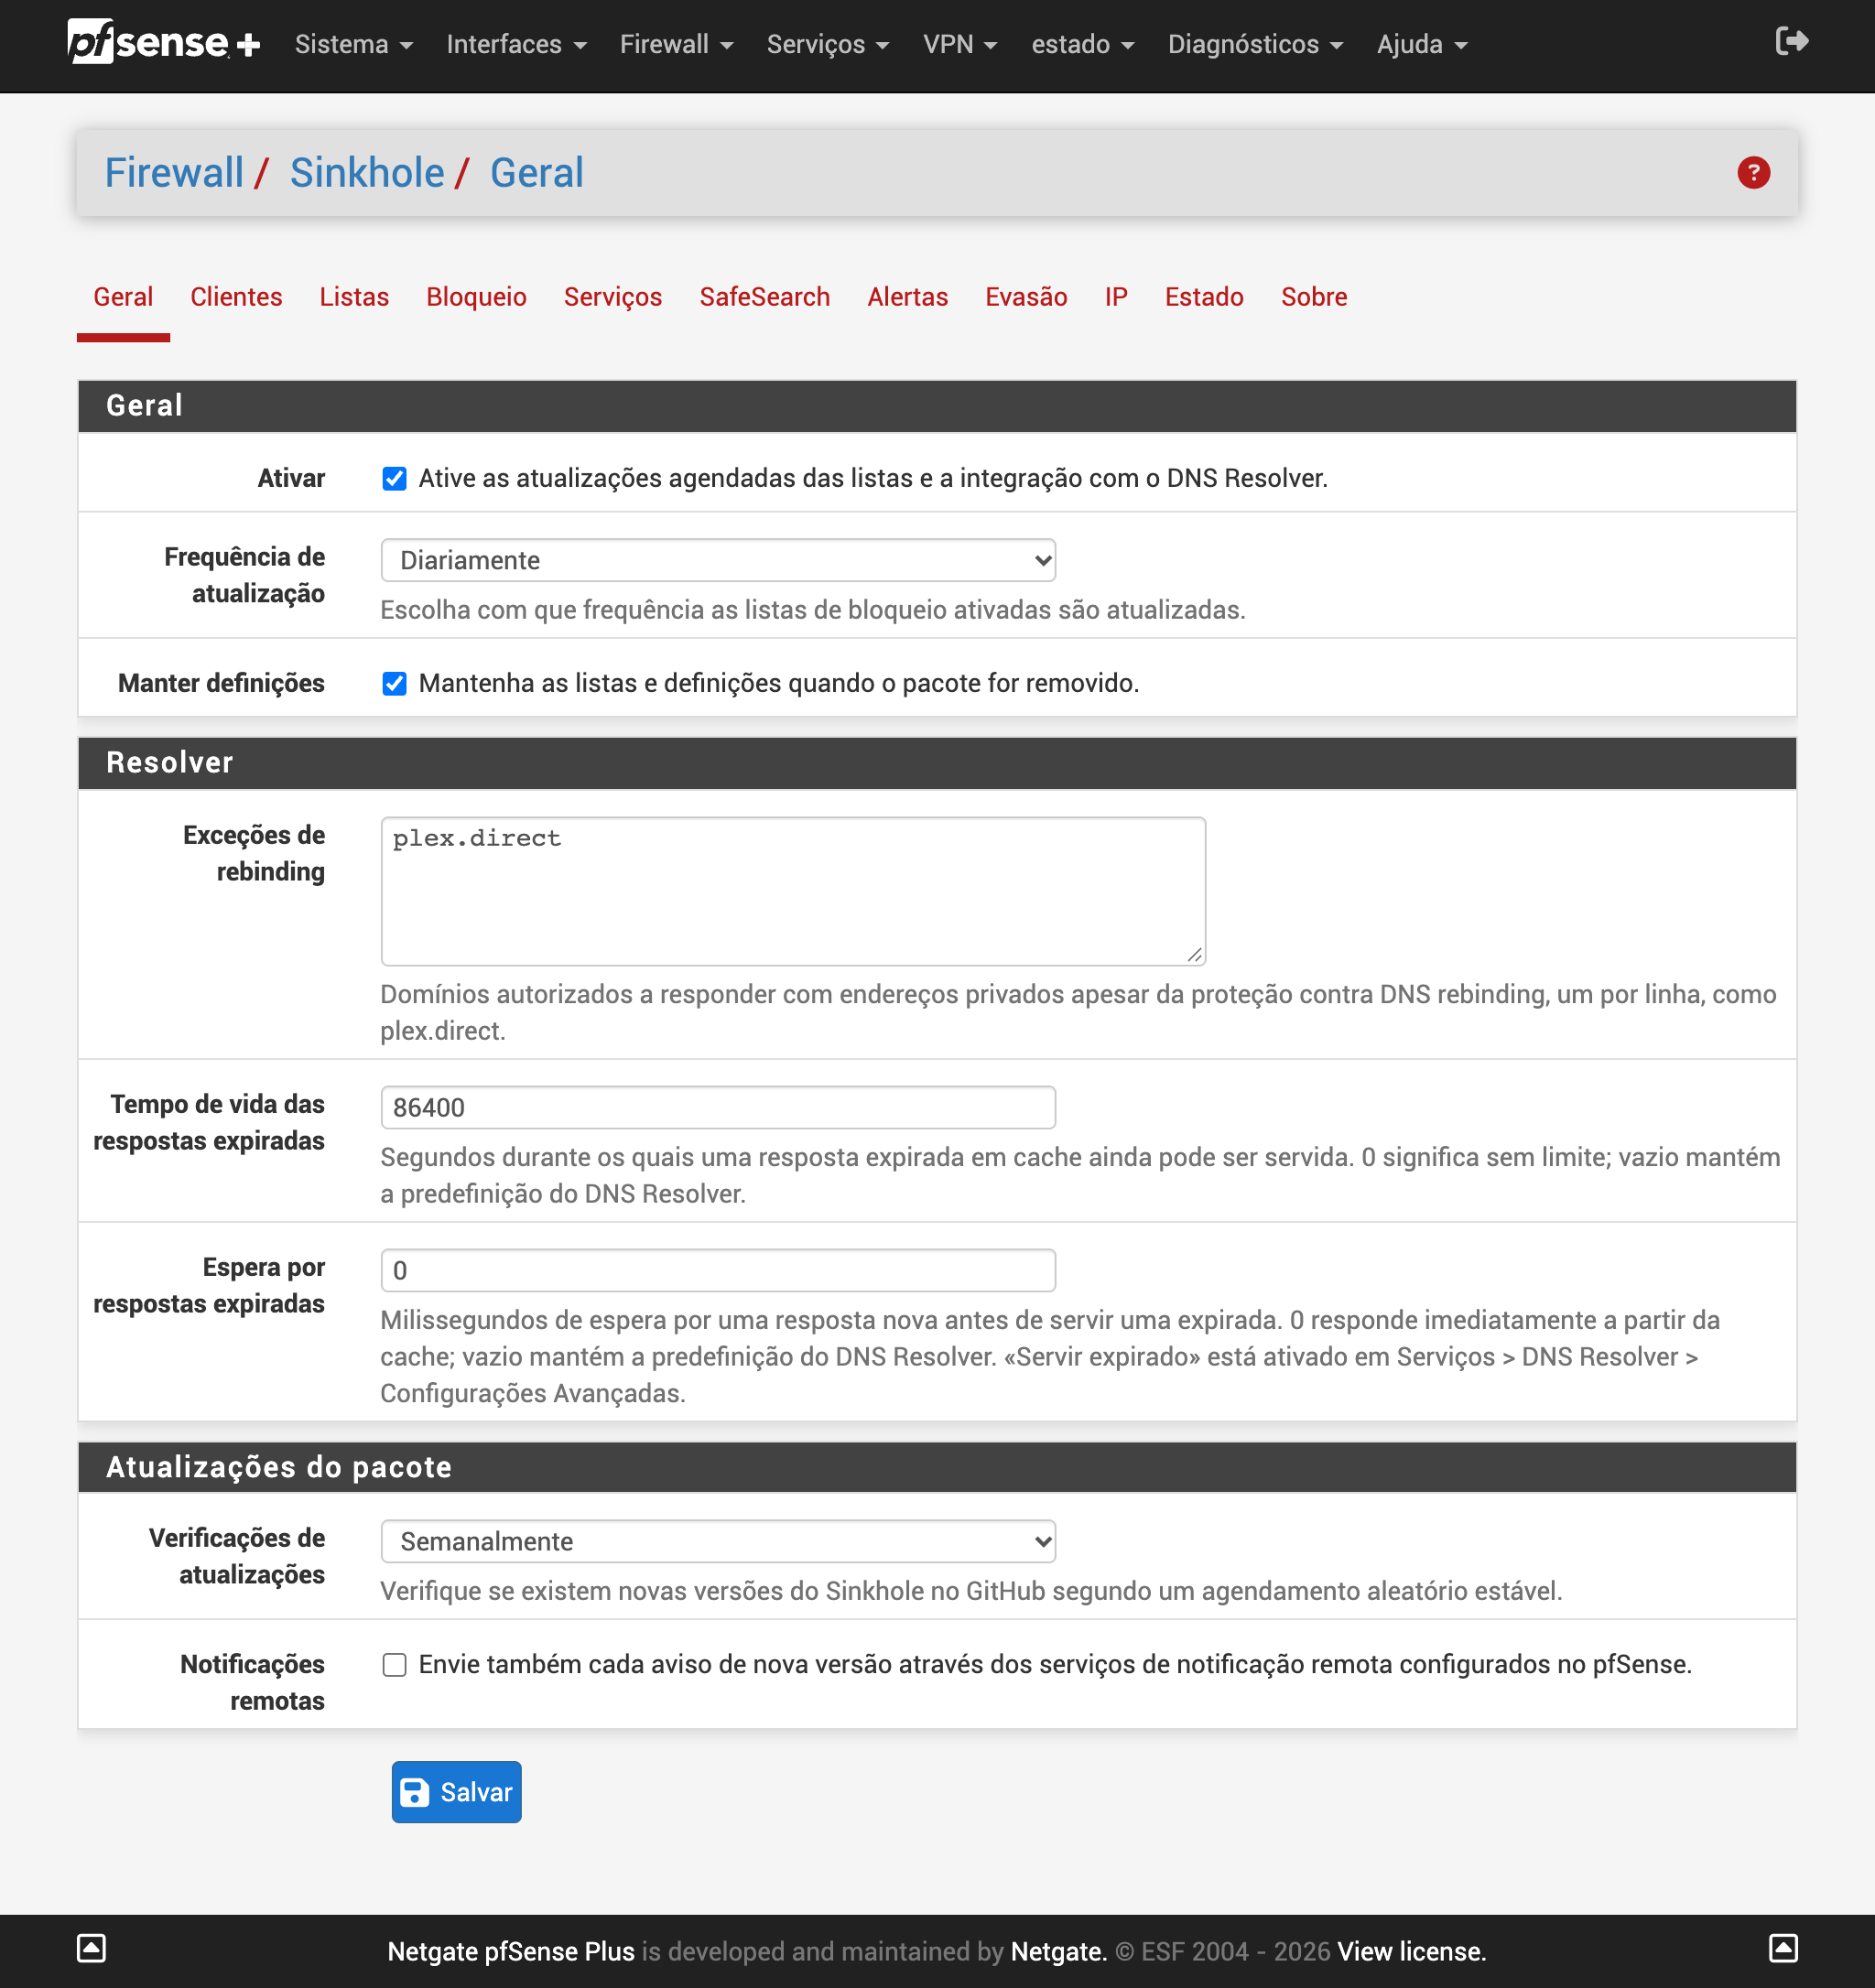 pfsense+ Sistema Interfaces Firewall Serviços VPN estado Diagnósticos Ajuda
Firewall / Sinkhole / Geral
Geral Clientes Listas Bloqueio Serviços SafeSearch Alertas Evasão IP Estado Sobre
Geral
Ativar Ative as atualizações agendadas das listas e a integração com o DNS Resolver.
Frequência de
atualização
Diariamente
Escolha com que frequência as listas de bloqueio ativadas são atualizadas.
Manter definições Mantenha as listas e definições quando o pacote for removido.
Resolver
Exceções de
rebinding
plex.direct
Domínios autorizados a responder com endereços privados apesar da proteção contra DNS rebinding, um por linha, como
plex.direct.
Tempo de vida das
respostas expiradas
86400
Segundos durante os quais uma resposta expirada em cache ainda pode ser servida. 0 significa sem limite; vazio mantém
a predefinição do DNS Resolver.
Espera por
respostas expiradas
0
Milissegundos de espera por uma resposta nova antes de servir uma expirada. 0 responde imediatamente a partir da
cache; vazio mantém a predefinição do DNS Resolver. «Servir expirado» está ativado em Serviços > DNS Resolver >
Configurações Avançadas.
Atualizações do pacote
Verificações de
atualizações
Semanalmente
Verifique se existem novas versões do Sinkhole no GitHub segundo um agendamento aleatório estável.
Notificações
remotas
Envie também cada aviso de nova versão através dos serviços de notificação remota configurados no pfSense.
Salvar
Netgate pfSense Plus is developed and maintained by Netgate. © ESF 2004 - 2026 View license.